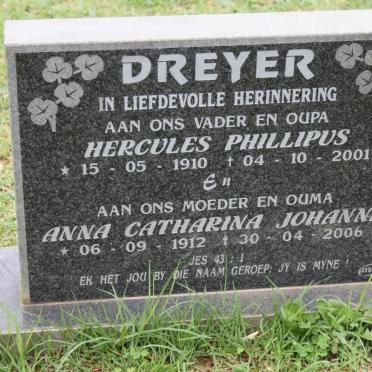 DREYER
IN LIEFDEVOLLE HERINNERING
AAN ONS VADER EN OUPA
HERCULES PHILLIPUS
★ 15 - 05 - 1910 † 04 - 10 - 2001
En
AAN ONS MOEDER EN OUMA
ANNA CATHARINA JOHANN
★ 06 - 09 - 1912 † 30 - 04 - 2006
JES 43 : 1
EK HET JOU BY DIE NAAM GEROEP; JY IS MYNE !